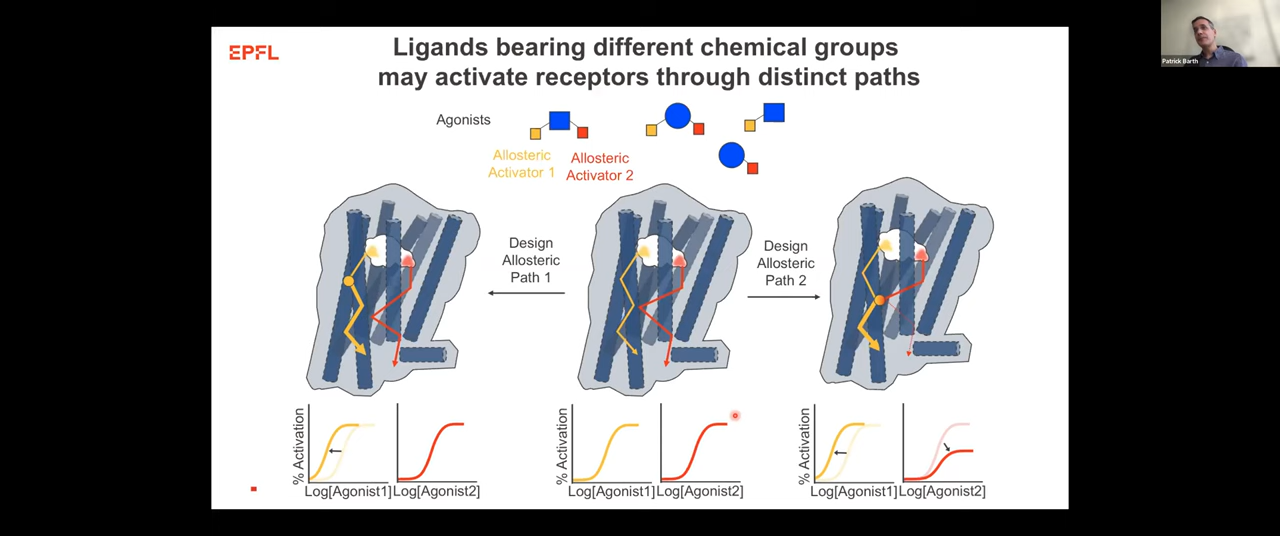 EPFL
Ligands bearing different chemical groups
may activate receptors through distinct paths
Patrick Barth
Agonists
Allosteric
Activator 1
Allosteric
Activator 2
Design
Allosteric
Path 1
Design
Allosteric
Path 2
% Activation
Log[Agonist1]
Log[Agonist2]
% Activation
Log[Agonist1]
Log[Agonist2]
% Activation
Log[Agonist1]
Log[Agonist2]